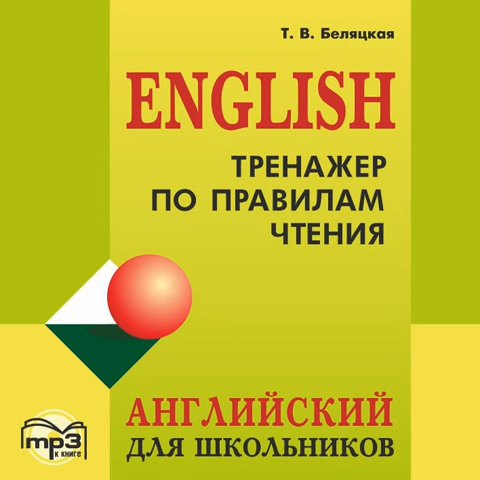 Т. В. Беляцкая
ENGLISH
ТРЕНАЖЕР
ПО ПРАВИЛАМ
ЧТЕНИЯ
АНГЛИЙСКИЙ
ДЛЯ ШКОЛЬНИКОВ
mp3
к книге